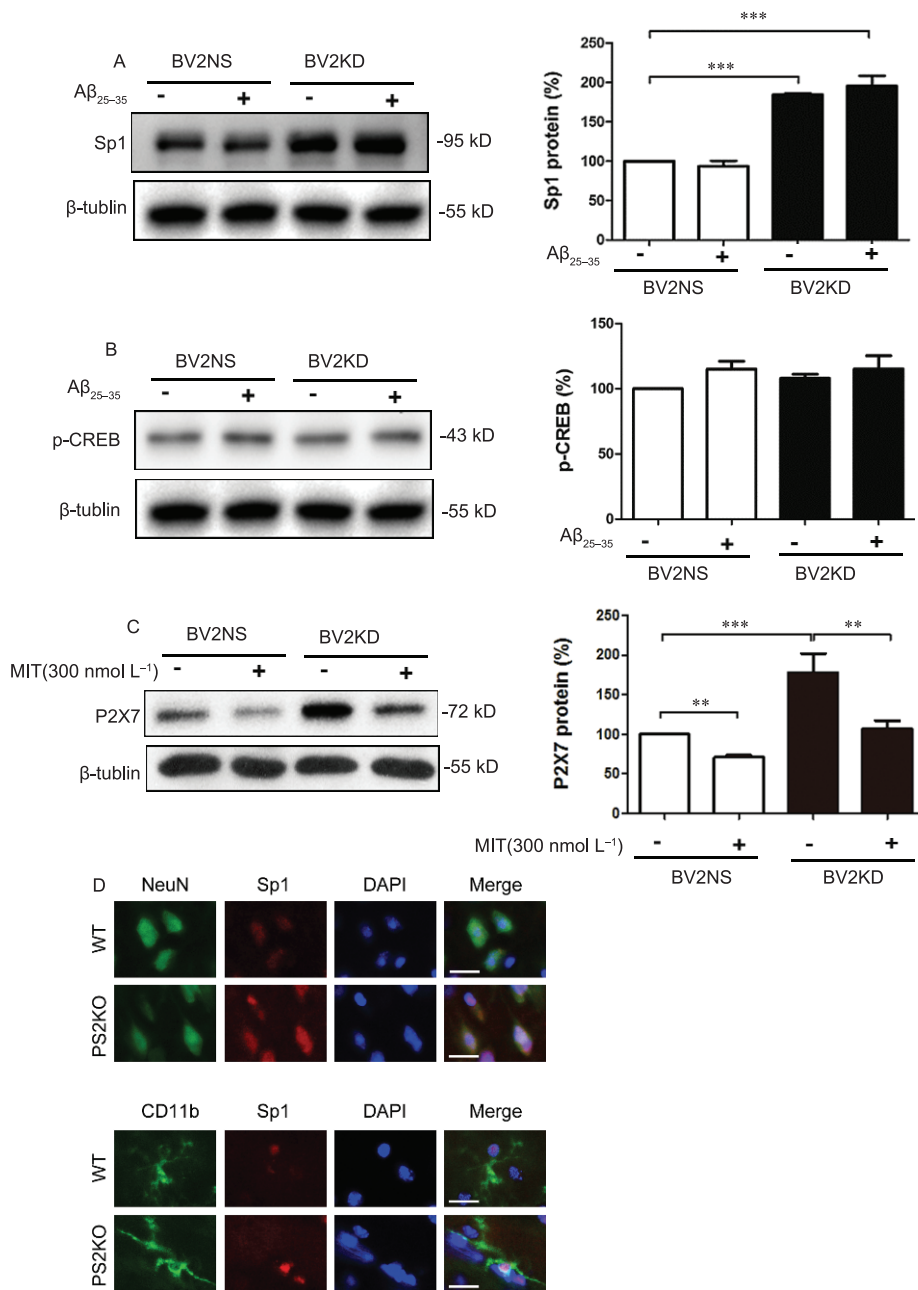 A
BV2NS BV2KD
Aβ25–35 - + - +
Sp1 -95 kD
β-tublin -55 kD
Sp1 protein (%)
250
200
150
100
50
0
***
***
Aβ25–35 - + - +
BV2NS BV2KD
B
BV2NS BV2KD
Aβ25–35 - + - +
p-CREB -43 kD
β-tublin -55 kD
p-CREB (%)
150
100
50
0
Aβ25–35 - + - +
BV2NS BV2KD
C
BV2NS BV2KD
MIT(300 nmol L⁻¹) - + - +
P2X7 -72 kD
β-tublin -55 kD
P2X7 protein (%)
250
200
150
100
50
0
*** **
**
MIT(300 nmol L⁻¹) - + - +
BV2NS BV2KD
D NeuN Sp1 DAPI Merge
WT
PS2KO
CD11b Sp1 DAPI Merge
WT
PS2KO